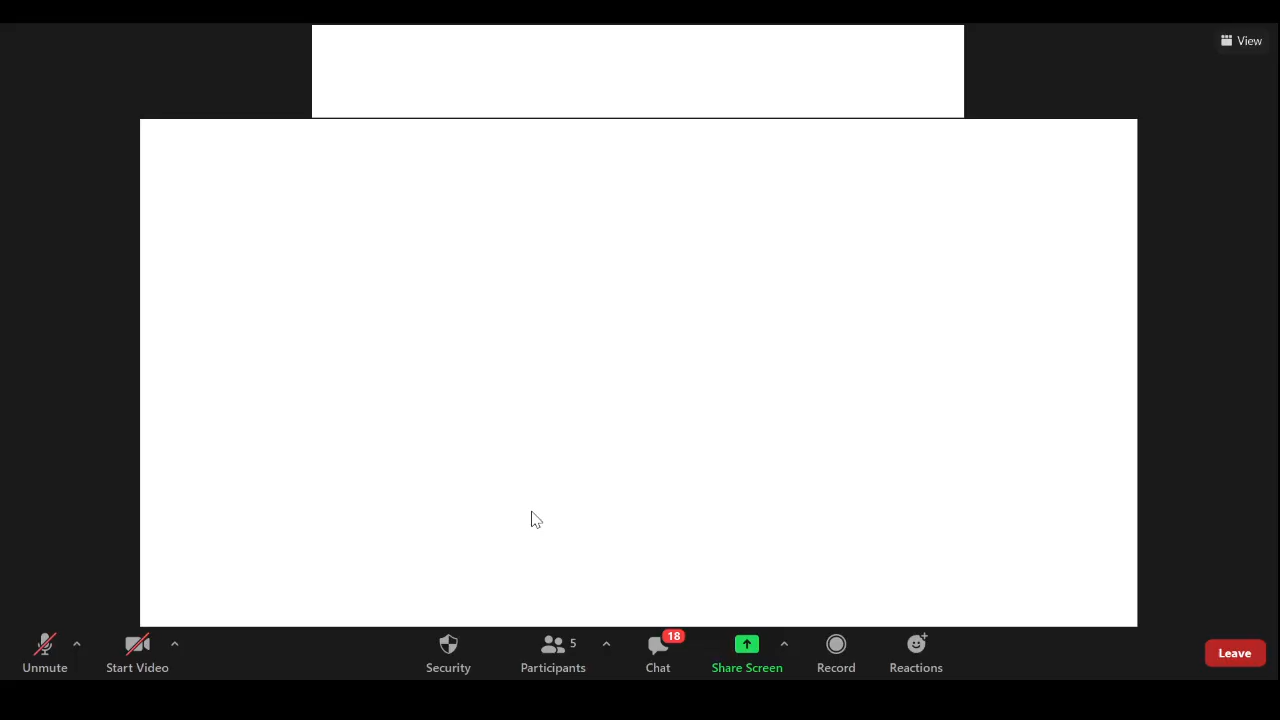 View
18
5
Unmute
Start Video
Security
Participants
Chat
Share Screen
Record
Reactions
Leave